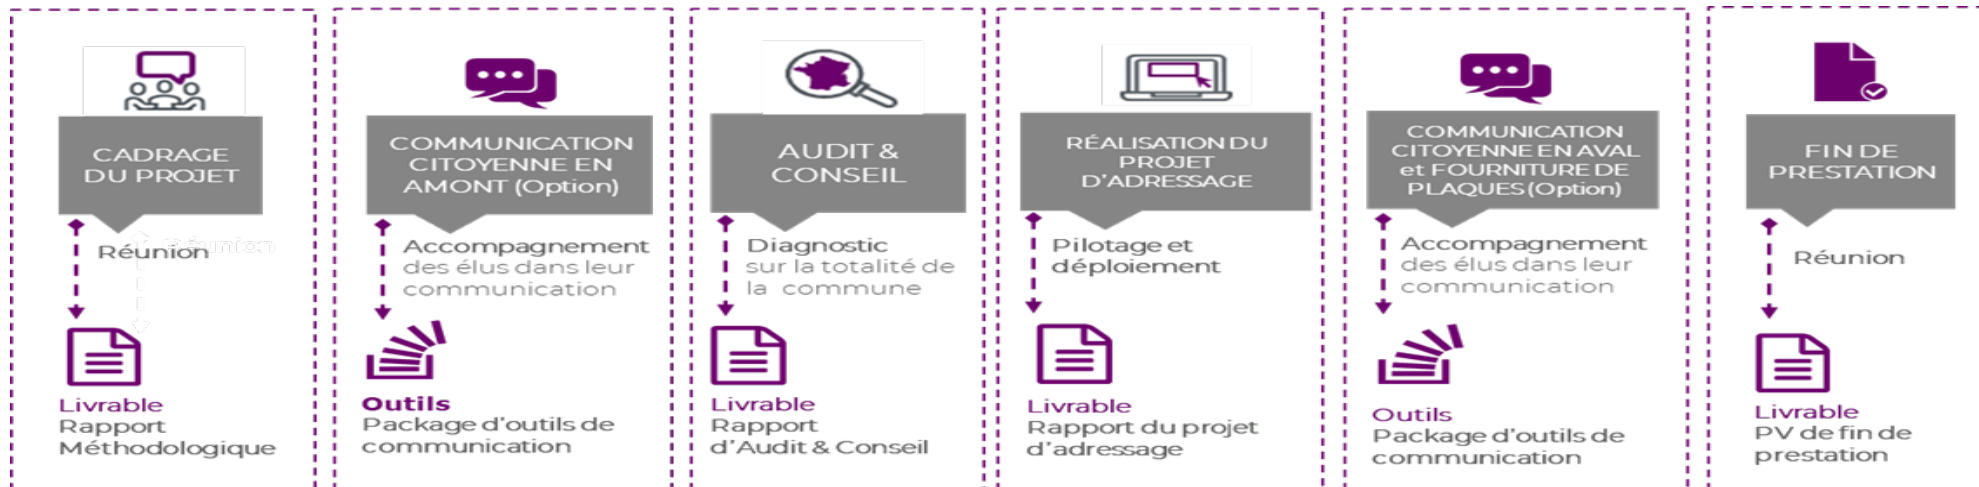 CADRAGE
DU PROJET
Réunion
Réunion
Livrable
Rapport
Méthodologique
COMMUNICATION
CITOYENNE EN
AMONT (Option)
Accompagnement
des élus dans leur
communication
Outils
Package d'outils de
communication
AUDIT &
CONSEIL
Diagnostic
sur la totalité de
la commune
Livrable
Rapport
d'Audit & Conseil
RÉALISATION DU
PROJET
D'ADRESSAGE
Pilotage et
déploiement
Livrable
Rapport du projet
d'adressage
COMMUNICATION
CITOYENNE EN AVAL
et FOURNITURE DE
PLAQUES (Option)
Accompagnement
des élus dans leur
communication
Outils
Package d'outils de
communication
FIN DE
PRESTATION
Réunion
Livrable
PV de fin de
prestation